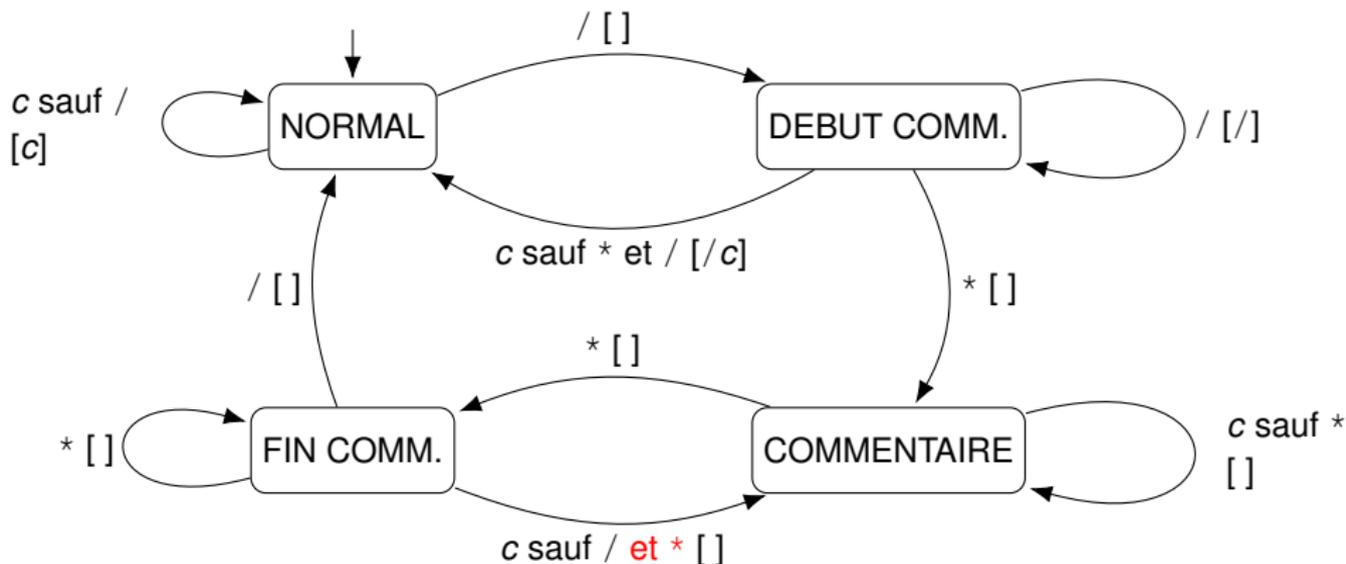 / [ ]
c sauf /
[c]
NORMAL
DEBUT COMM.
/ [/]
c sauf * et / [/c]
/ [ ]
* [ ]
* [ ]
* [ ]
FIN COMM.
COMMENTAIRE
c sauf *
[ ]
c sauf / et * [ ]